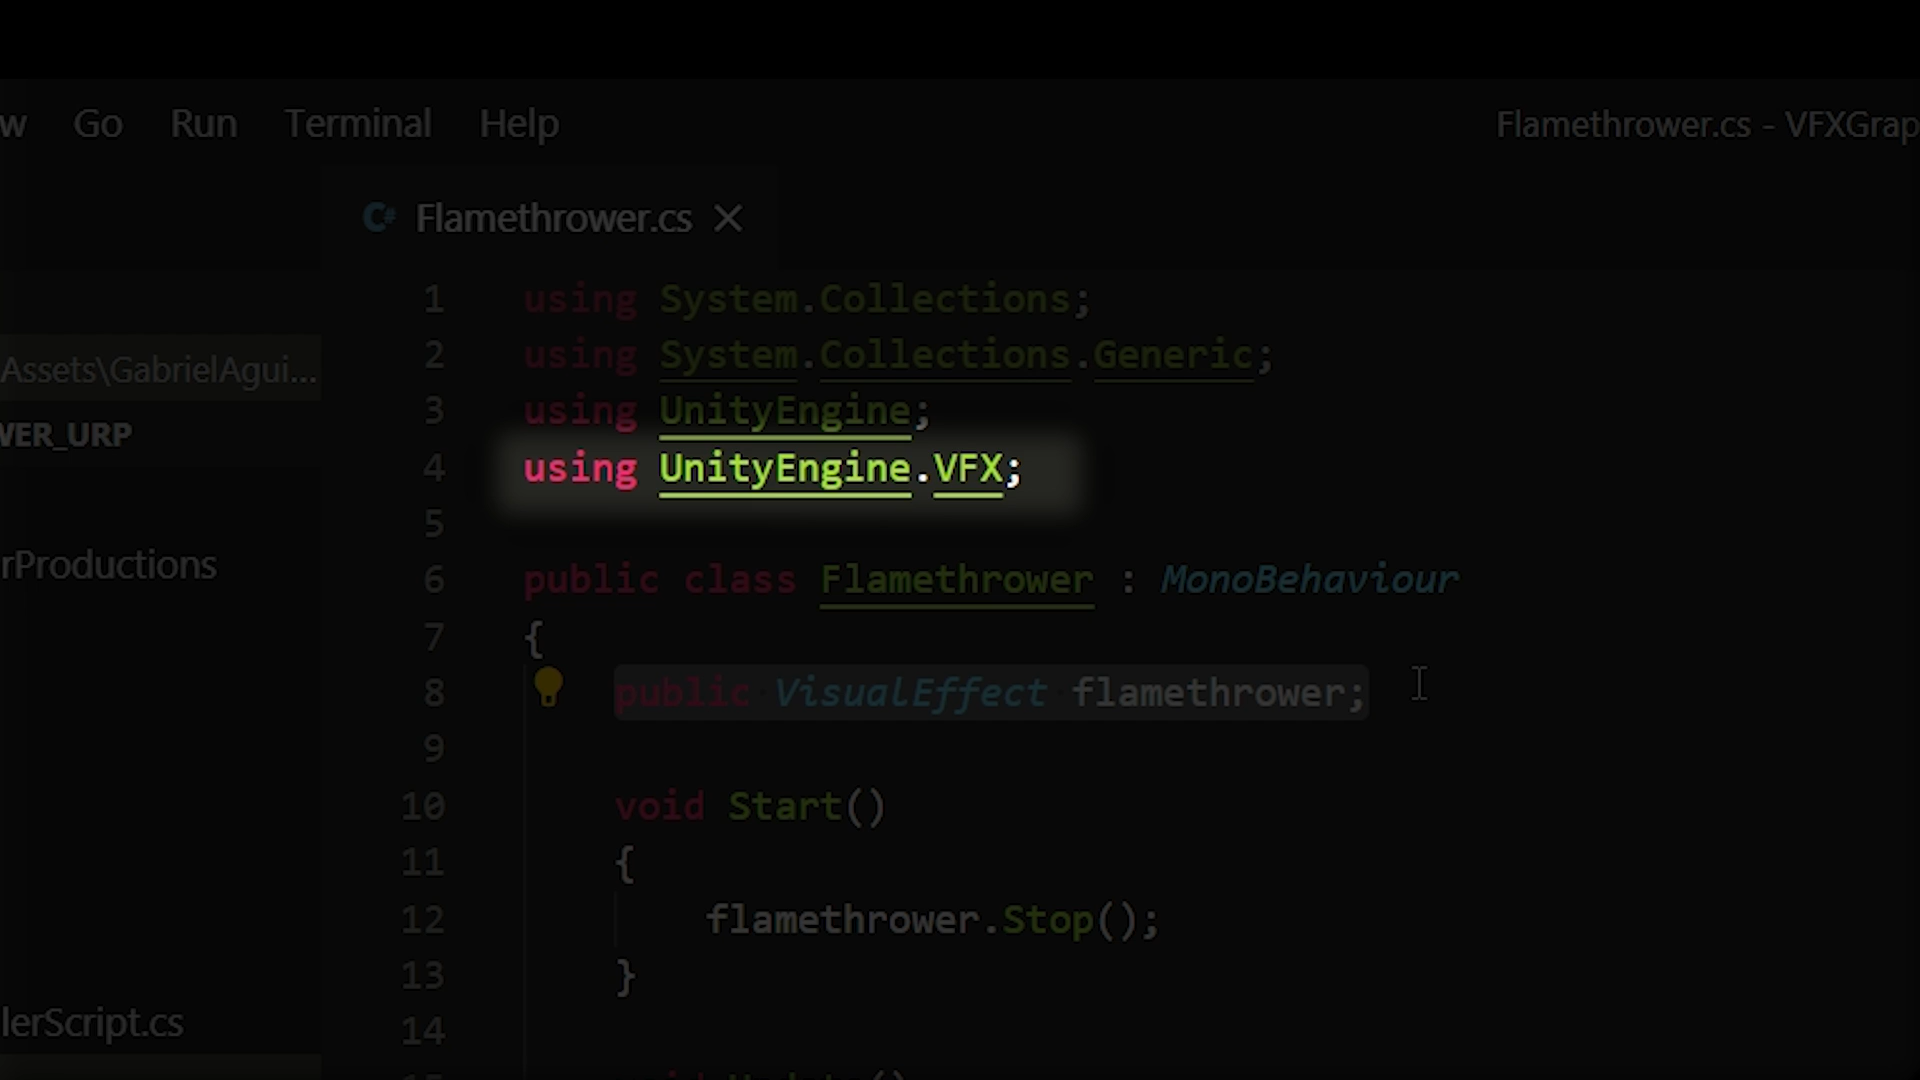 w Go Run Terminal Help
Flamethrower.cs - VFXGrap
Flamethrower.cs
Assets\GabrielAgui...
WER_URP
rProductions
lerScript.cs
1 using System.Collections;
2 using System.Collections.Generic;
3 using UnityEngine;
4 using UnityEngine.VFX;
5
6 public class Flamethrower : MonoBehaviour
7 {
8 public VisualEffect flamethrower;
9
10 void Start()
11 {
12 flamethrower.Stop();
13 }
14